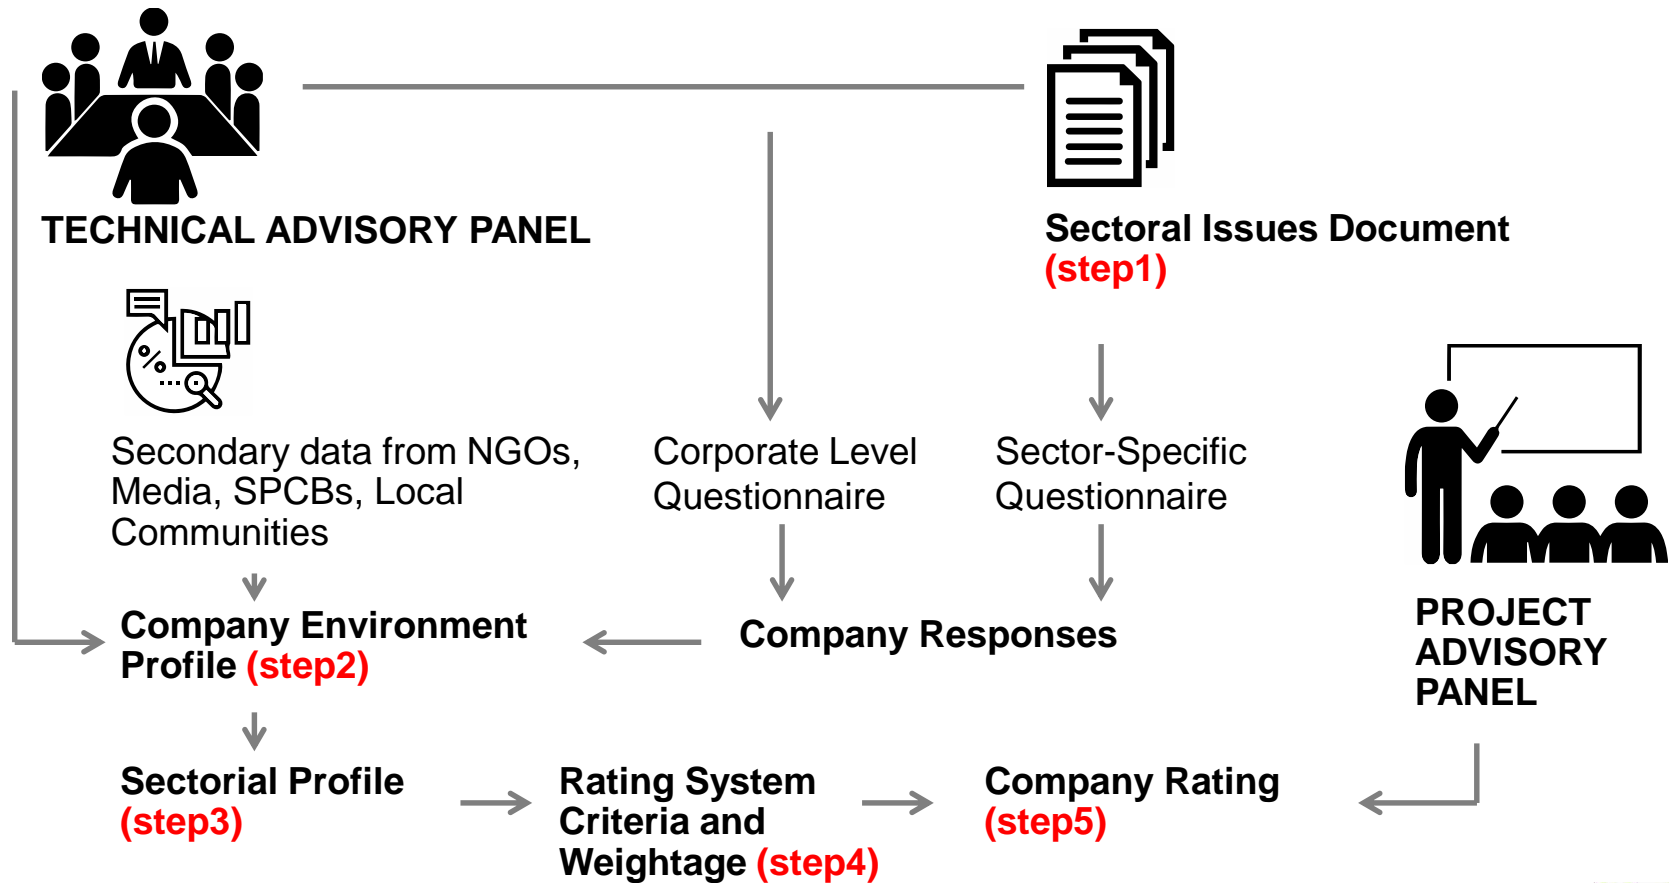 TECHNICAL ADVISORY PANEL
Sectoral Issues Document
(step1)
Secondary data from NGOs,
Media, SPCBs, Local
Communities
Corporate Level
Questionnaire
Sector-Specific
Questionnaire
Company Environment
Profile (step2)
Company Responses
PROJECT
ADVISORY
PANEL
Sectorial Profile
(step3)
Rating System
Criteria and
Weightage (step4)
Company Rating
(step5)